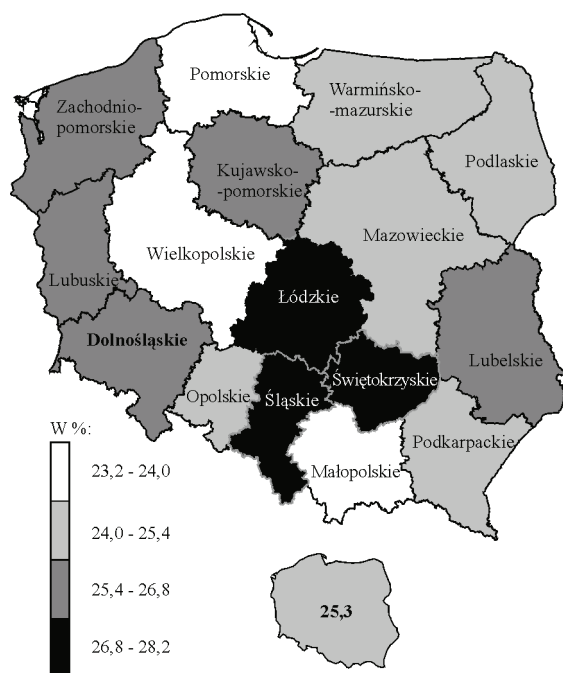 Pomorskie
Warmińsko-
-mazurskie
Zachodnio-
pomorskie
Podlaskie
Kujawsko-
-pomorskie
Mazowieckie
Wielkopolskie
Lubuskie
Łódzkie
Dolnośląskie
Lubelskie
Opolskie
Śląskie
Świętokrzyskie
Podkarpackie
Małopolskie
W %:
23,2 - 24,0
24,0 - 25,4
25,4 - 26,8
26,8 - 28,2
25,3